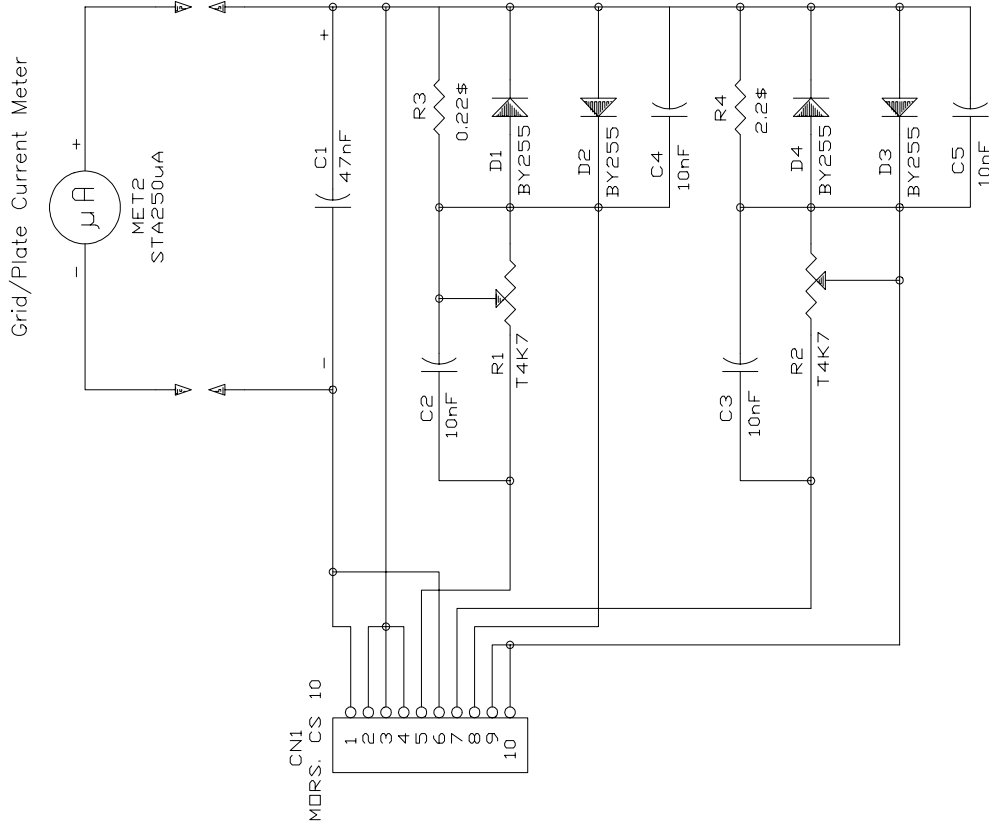 Grid/Plate Current Meter
+
μA
-
MET2
STA250uA
+
C1
47nF
-
R3
0.22$
D1
BY255
D2
BY255
C4
10nF
R4
2.2$
D4
BY255
D3
BY255
C5
10nF
C2
10nF
R1
T4K7
C3
10nF
R2
T4K7
CN1
MORS. CS 10
1
2
3
4
5
6
7
8
9
10